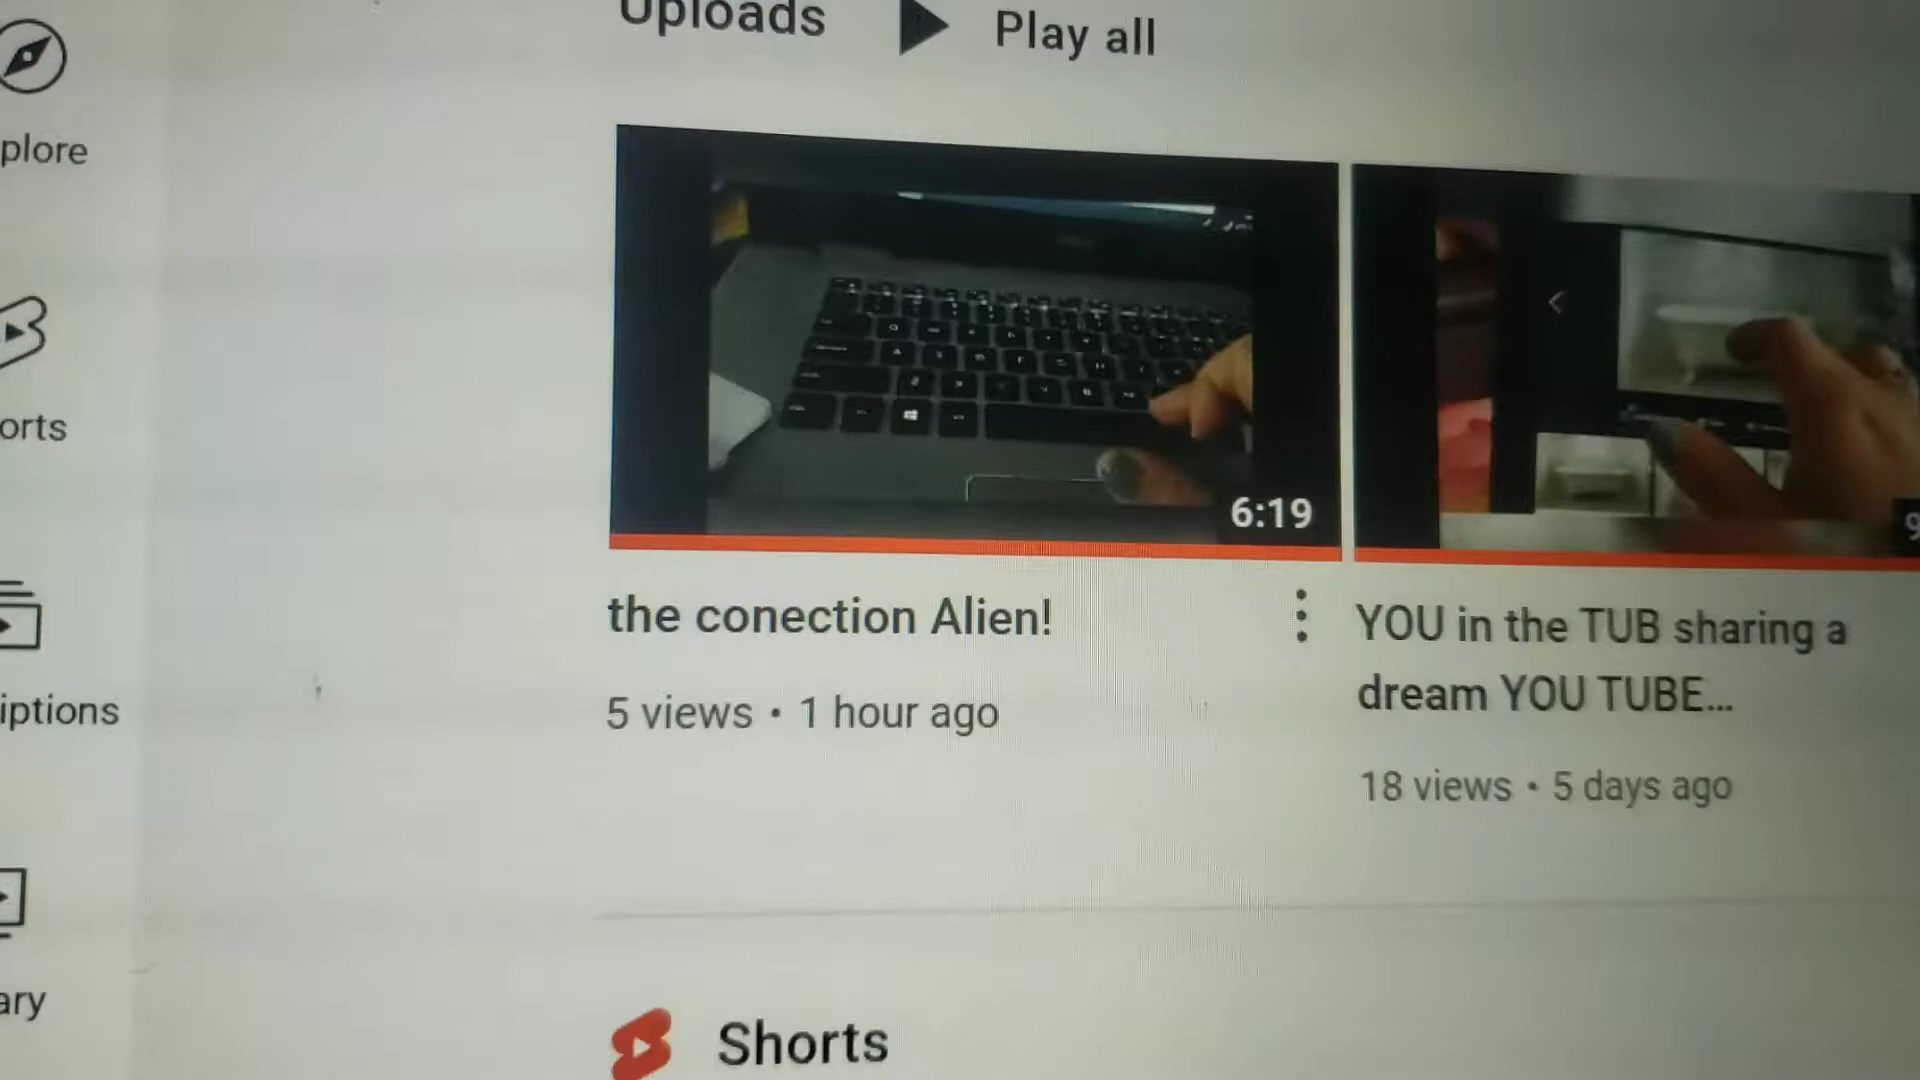 Uploads
Play all
plore
orts
iptions
ary
6:19
9
the conection Alien!
5 views • 1 hour ago
YOU in the TUB sharing a
dream YOU TUBE...
18 views • 5 days ago
Shorts